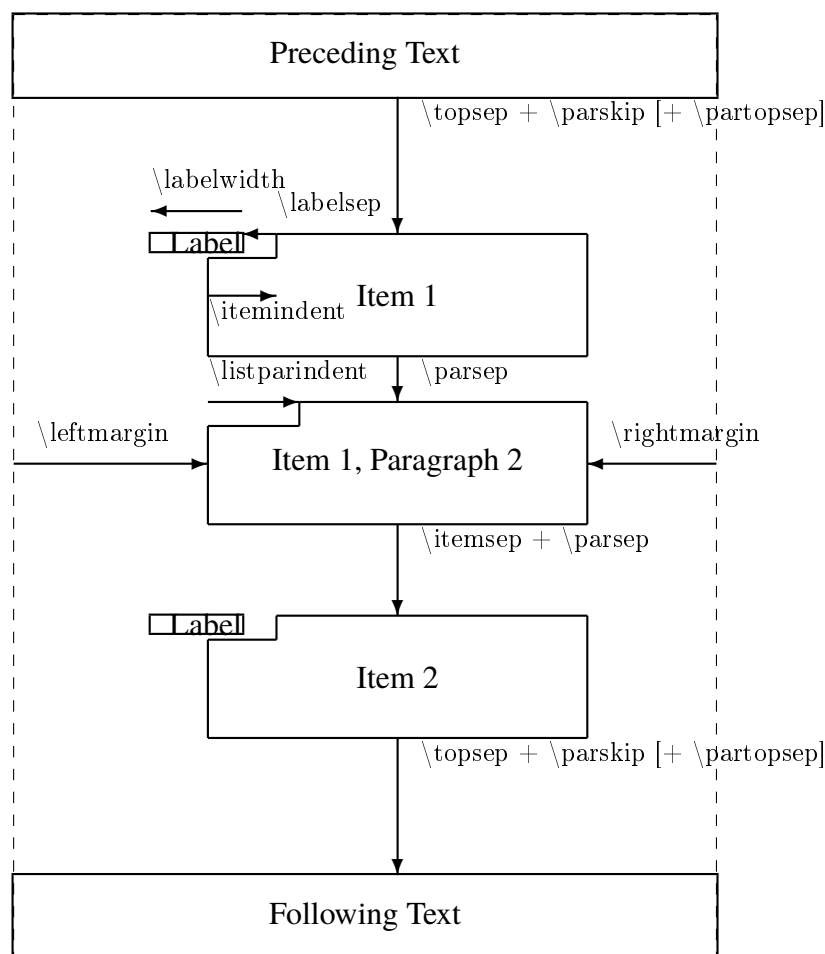 Preceding Text
\topsep + \parskip [+ \partopsep]
\labelwidth
\labelsep
Label
Item 1
\itemindent
\listparindent
\parsep
\leftmargin
\rightmargin
Item 1, Paragraph 2
\itemsep + \parsep
Label
Item 2
\topsep + \parskip [+ \partopsep]
Following Text